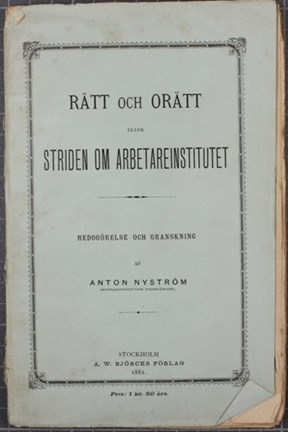 RÄTT OCH ORÄTT
ELLER
STRIDEN OM ARBETAREINSTITUTET
REDOGÖRELSE OCH GRANSKNING
AF
ANTON NYSTRÖM
STOCKHOLM
A. W. BJÖRCKS FÖRLAG
1882.
Pris: 1 kr. 50 öre.